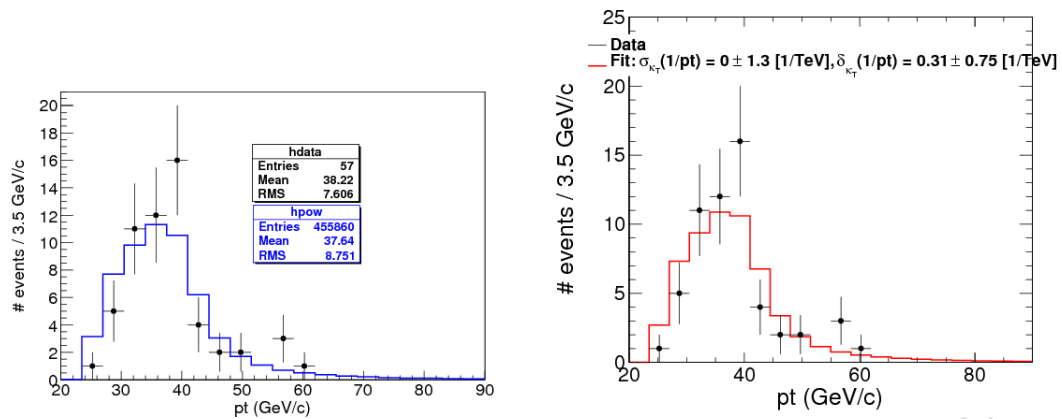 20
18
16
14
12
10
8
6
4
2
0
20 30 40 50 60 70 80 90
pt (GeV/c)
# events / 3.5 GeV/c
hdata
Entries 57
Mean 38.22
RMS 7.606
hpow
Entries 455860
Mean 37.64
RMS 8.751
25
20
15
10
5
0
20 40 60 80
pt (GeV/c)
# events / 3.5 GeV/c
Data
Fit: σκT(1/pt) = 0 ± 1.3 [1/TeV], δκT(1/pt) = 0.31 ± 0.75 [1/TeV]